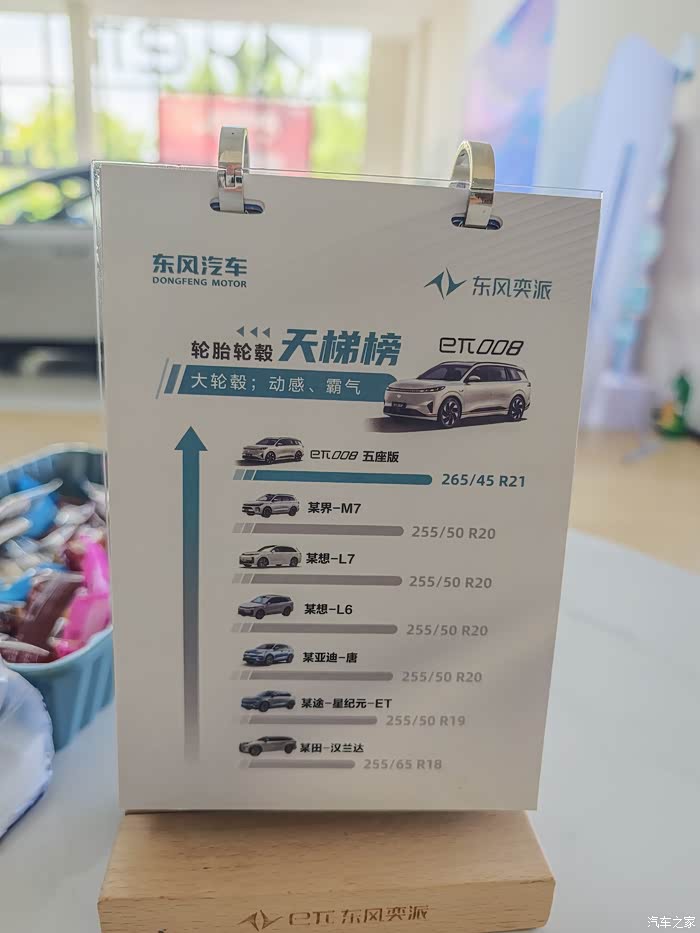 东风汽车
DONGFENG MOTOR
东风奕派
轮胎轮毂 天梯榜
大轮毂；动感、霸气
eπ008
eπ008 五座版
265/45 R21
某界-M7
255/50 R20
某想-L7
255/50 R20
某想-L6
255/50 R20
某亚迪-唐
255/50 R20
某途-星纪元-ET
255/50 R19
某田-汉兰达
255/65 R18
eπ 东风奕派
汽车之家